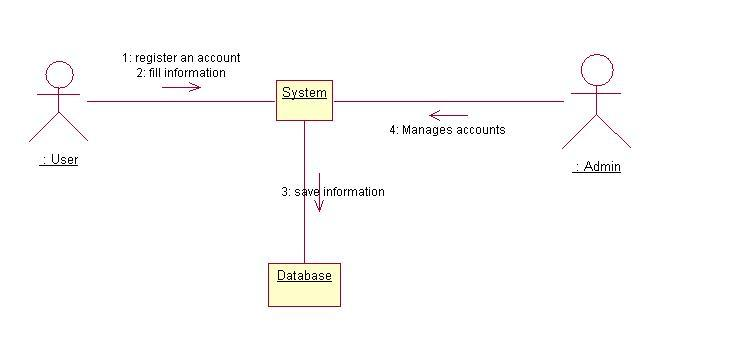 1: register an account
2: fill information
System
4: Manages accounts
: User
: Admin
3: save information
Database